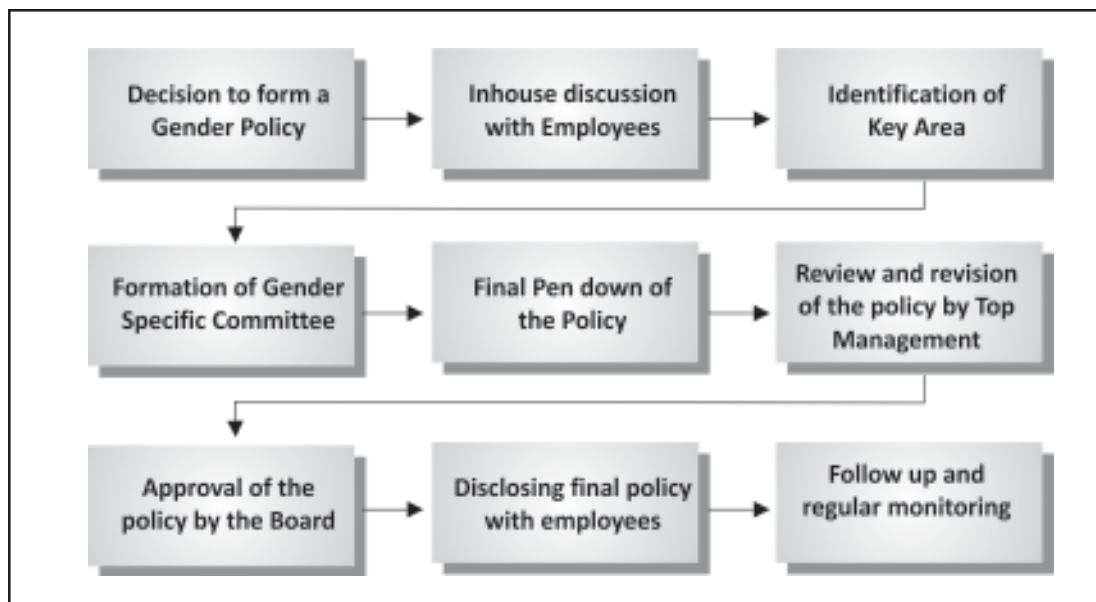 Decision to form a
Gender Policy
Inhouse discussion
with Employees
Identification of
Key Area
Formation of Gender
Specific Committee
Final Pen down of
the Policy
Review and revision
of the policy by Top
Management
Approval of the
policy by the Board
Disclosing final policy
with employees
Follow up and
regular monitoring